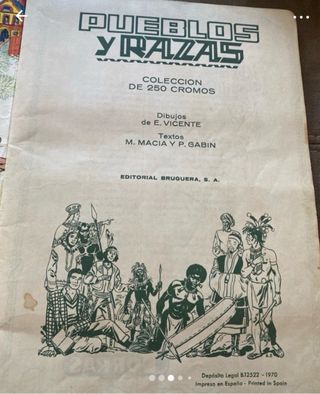 PUEBLOS
Y RAZAS
COLECCION
DE 250 CROMOS
Dibujos
de E. VICENTE
Textos
M. MACIA Y P. GABIN
EDITORIAL BRUGUERA, S. A.
Depósito Legal B.12522 - 1970
Impreso en España - Printed in Spain